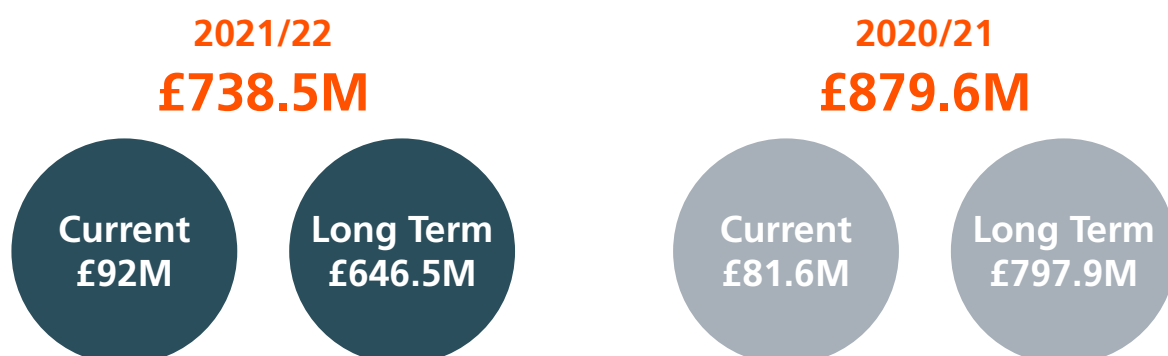 2021/22
£738.5M
Current
£92M
Long Term
£646.5M
2020/21
£879.6M
Current
£81.6M
Long Term
£797.9M